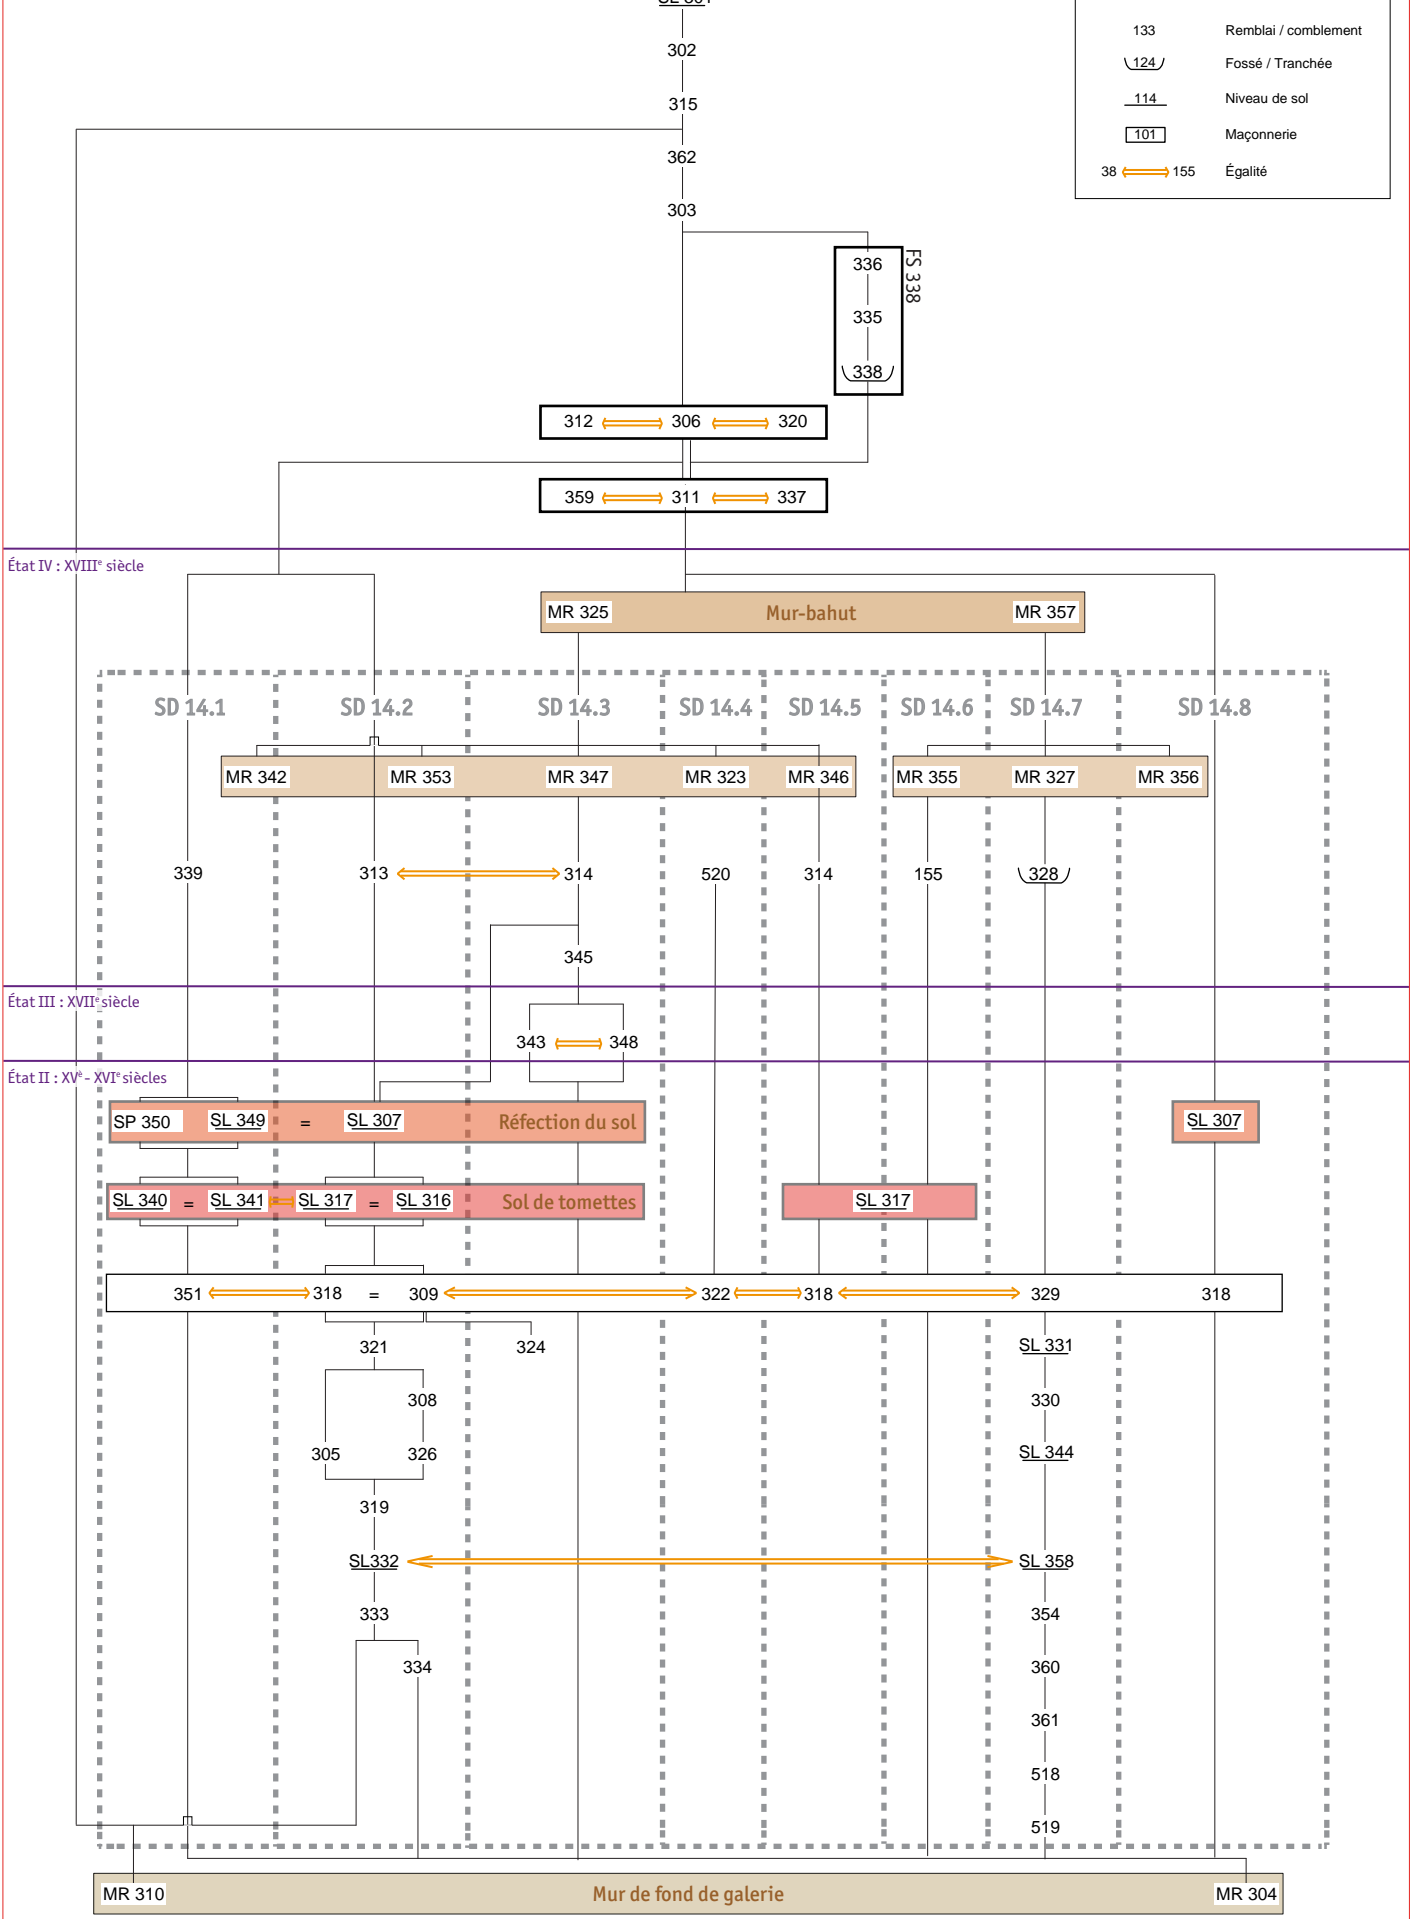 302
133 Remblai / comblement
124 Fossé / Tranchée
315
114 Niveau de sol
101 Maçonnerie
362
38 155 Égalité
303
336 FS 338
335
338
312 306 320
359 311 337
État IV : XVIIIe siècle
MR 325 Mur-bahut MR 357
SD 14.1 SD 14.2 SD 14.3 SD 14.4 SD 14.5 SD 14.6 SD 14.7 SD 14.8
MR 342 MR 353 MR 347 MR 323 MR 346 MR 355 MR 327 MR 356
339 313 314 520 314 155 328
345
État III : XVIIe siècle
343 348
État II : XVè - XVIe siècles
SP 350 SL 349 = SL 307 Réfection du sol SL 307
SL 340 = SL 341 SL 317 = SL 316 Sol de tomettes SL 317
351 318 = 309 322 318 329 318
321 324 SL 331
308 330
305 326 SL 344
319
SL332 SL 358
333 354
334 360
361
518
519
MR 310 Mur de fond de galerie MR 304